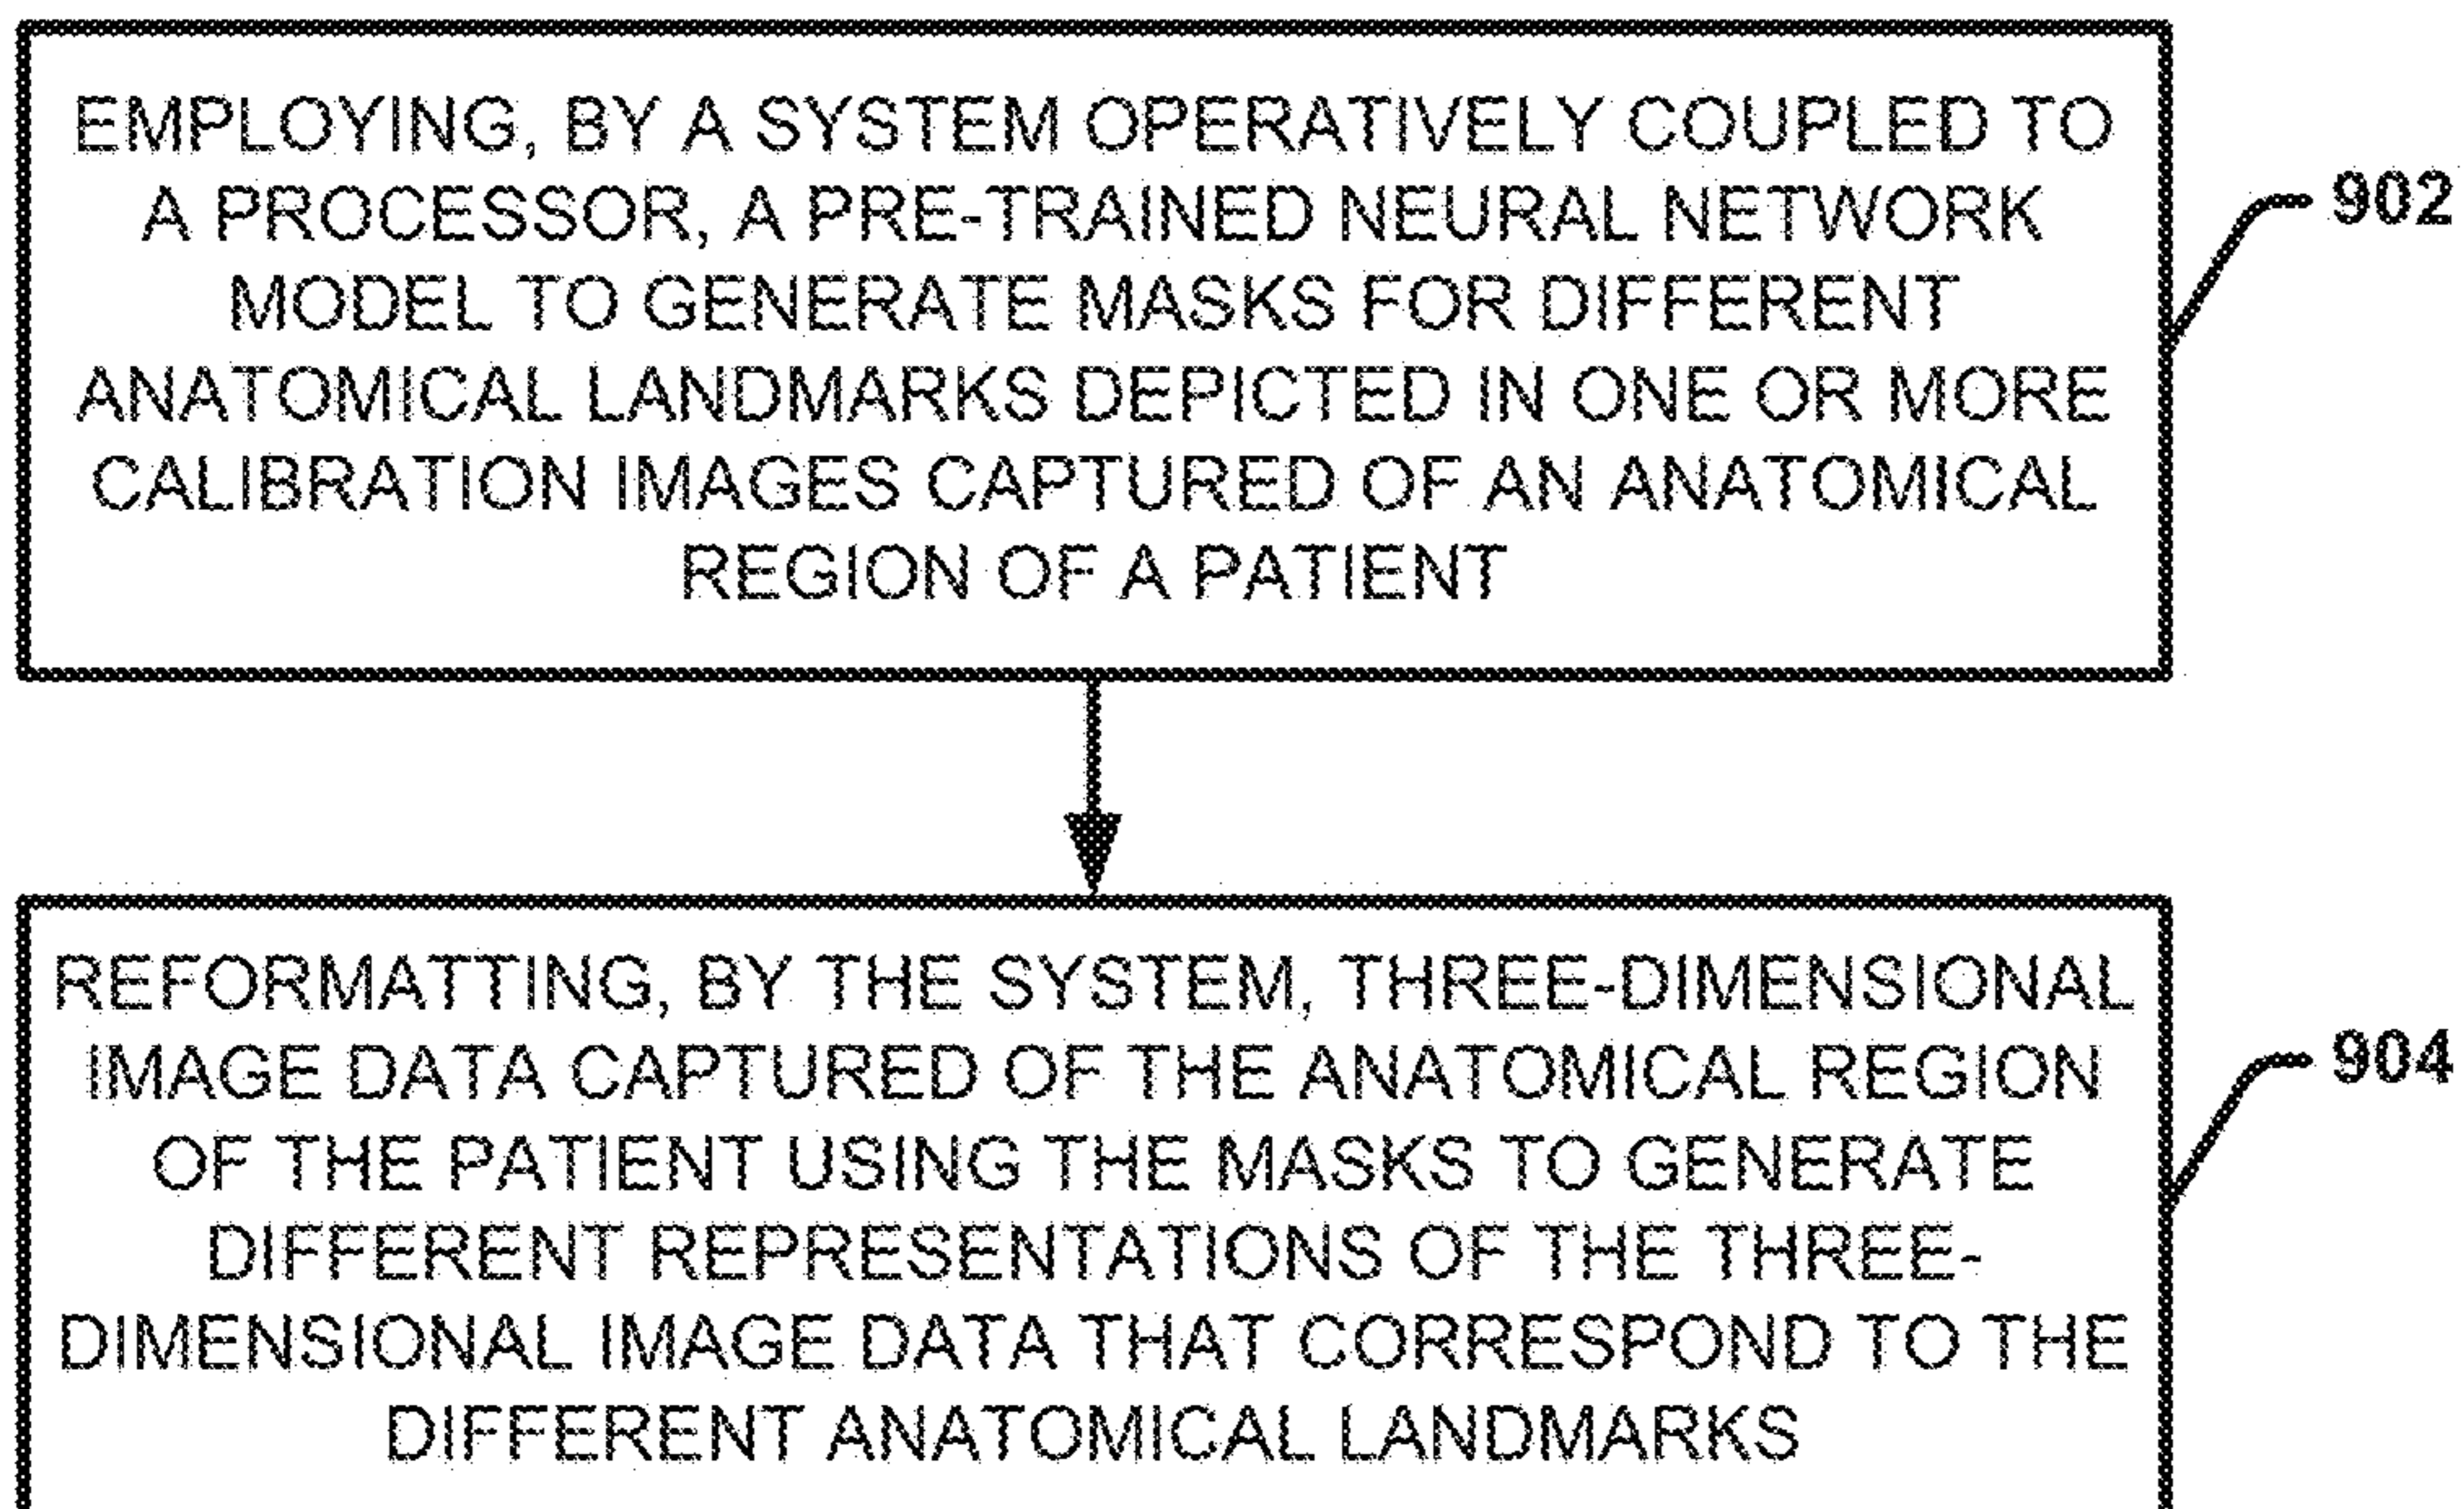 EMPLOYING, BY A SYSTEM OPERATIVELY COUPLED TO
A PROCESSOR, A PRE-TRAINED NEURAL NETWORK
MODEL TO GENERATE MASKS FOR DIFFERENT
ANATOMICAL LANDMARKS DEPICTED IN ONE OR MORE
CALIBRATION IMAGES CAPTURED OF AN ANATOMICAL
REGION OF A PATIENT
902
REFORMATTING, BY THE SYSTEM, THREE-DIMENSIONAL
IMAGE DATA CAPTURED OF THE ANATOMICAL REGION
OF THE PATIENT USING THE MASKS TO GENERATE
DIFFERENT REPRESENTATIONS OF THE THREE-
DIMENSIONAL IMAGE DATA THAT CORRESPOND TO THE
DIFFERENT ANATOMICAL LANDMARKS
904